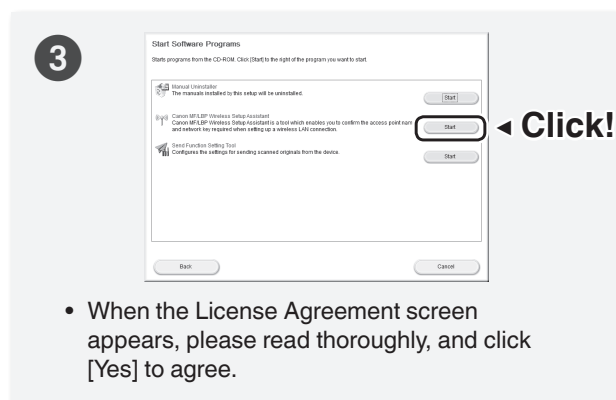 3
Start Software Programs
Starts programs from the CD-ROM. Click [Start] to the right of the program you want to start.
Manual Uninstaller
The manuals installed by this setup will be uninstalled.
Start
Canon MF/LBP Wireless Setup Assistant
Canon MF/LBP Wireless Setup Assistant is a tool which enables you to confirm the access point nam
and network key required when setting up a wireless LAN connection.
Start
◄ Click!
Send Function Setting Tool
Configures the settings for sending scanned originals from the device.
Start
Back
Cancel
• When the License Agreement screen
appears, please read thoroughly, and click
[Yes] to agree.